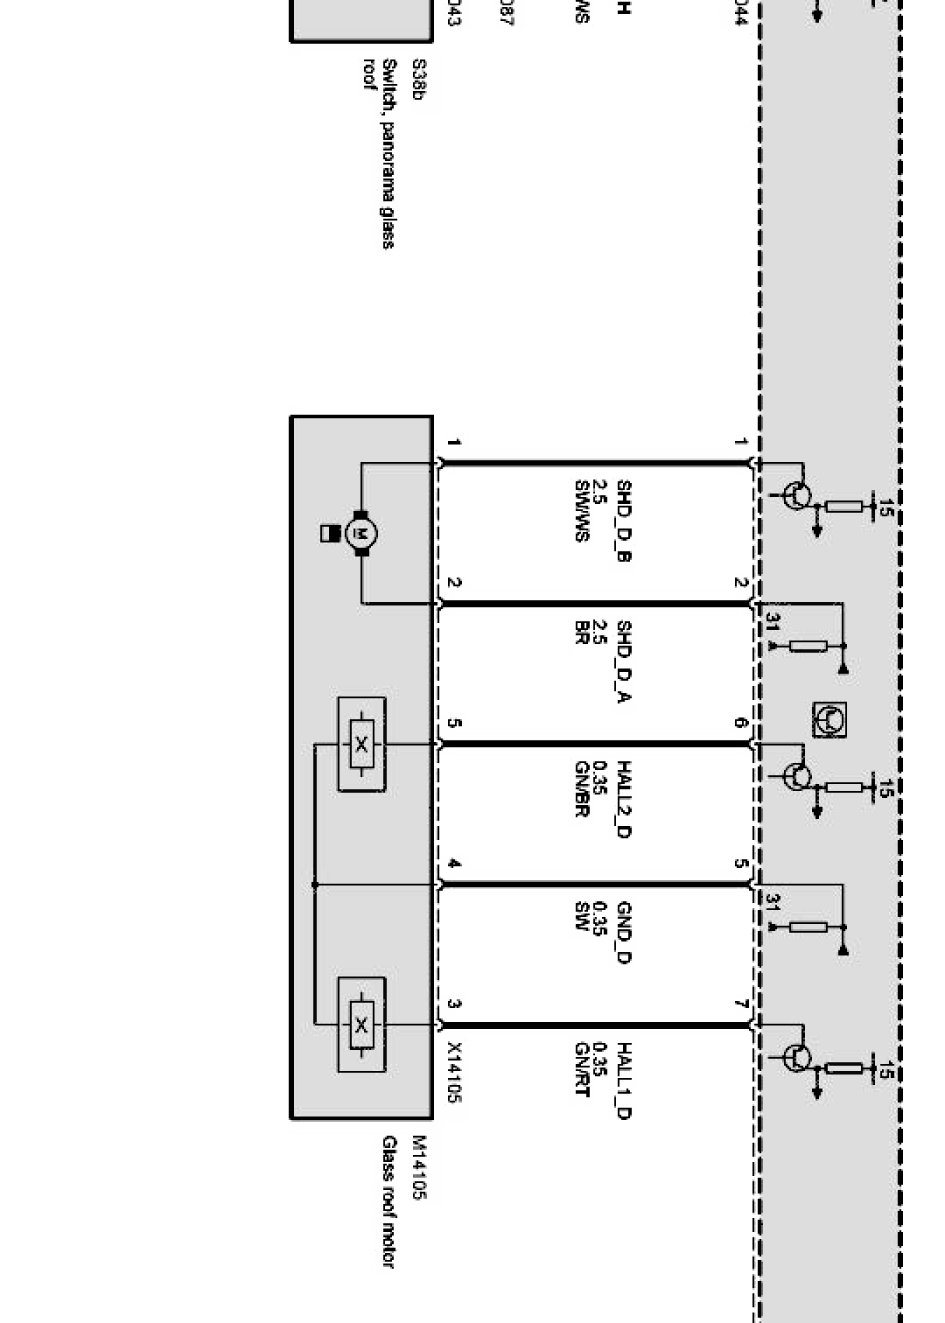 043
087
WS
H
044
S38b
Switch, panorama glass
roof
1
1
SHD_D_B
2.5
SW/WS
15
M
2
2
SHD_D_A
2.5
BR
31
5
6
HALL2_D
0.35
GN/BR
15
X
4
5
GND_D
0.35
SW
31
3
7
HALL1_D
0.35
GN/RT
15
X
X14105
M14105
Glass roof motor